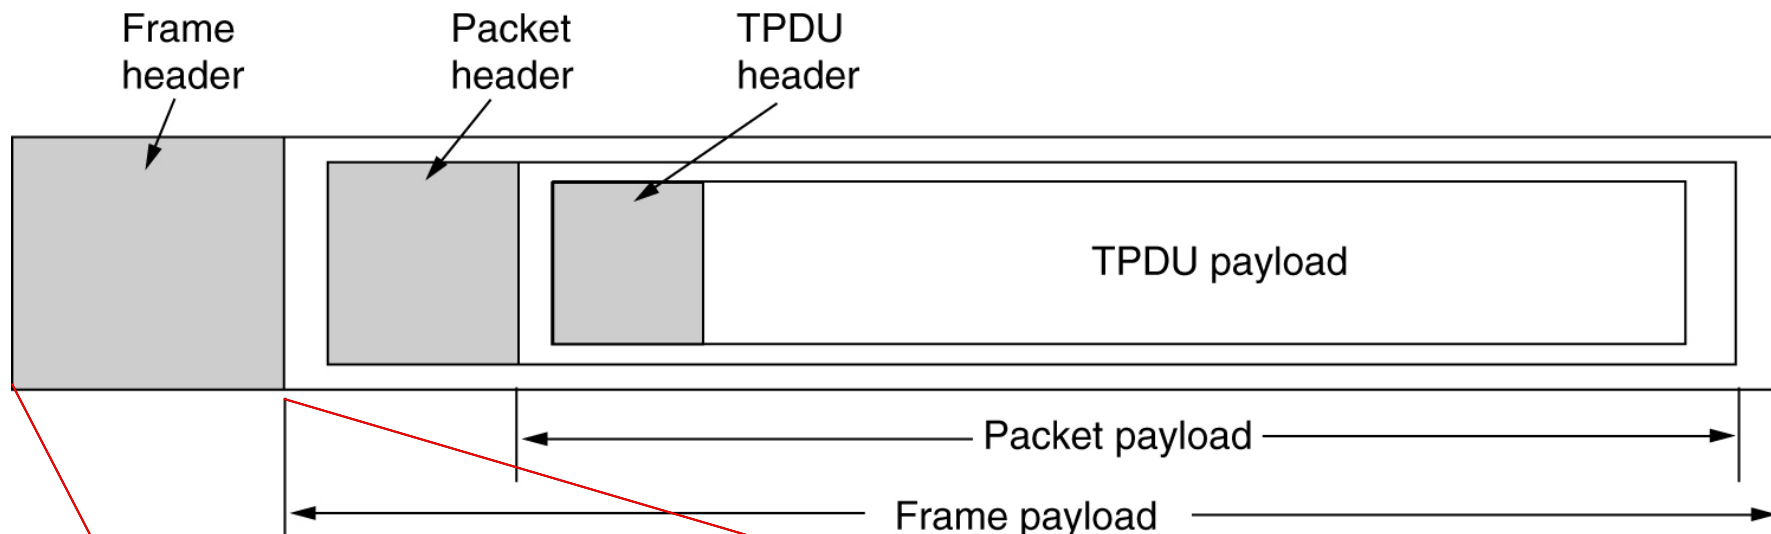 Frame
header
Packet
header
TPDU
header
TPDU payload
Packet payload
Frame payload